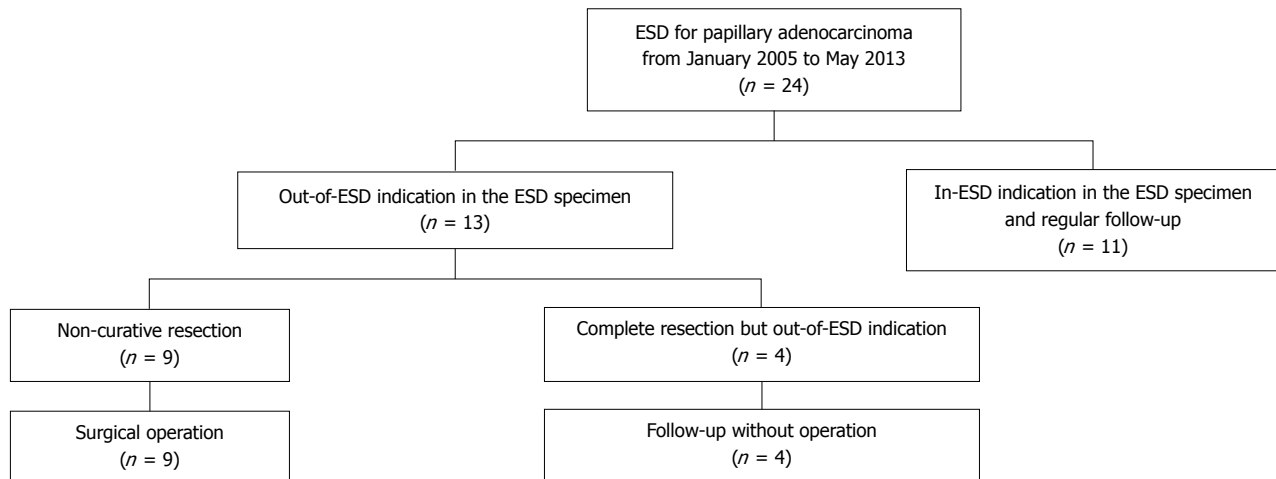 ESD for papillary adenocarcinoma
from January 2005 to May 2013
(n = 24)
Out-of-ESD indication in the ESD specimen
(n = 13)
In-ESD indication in the ESD specimen
and regular follow-up
(n = 11)
Non-curative resection
(n = 9)
Complete resection but out-of-ESD indication
(n = 4)
Surgical operation
(n = 9)
Follow-up without operation
(n = 4)